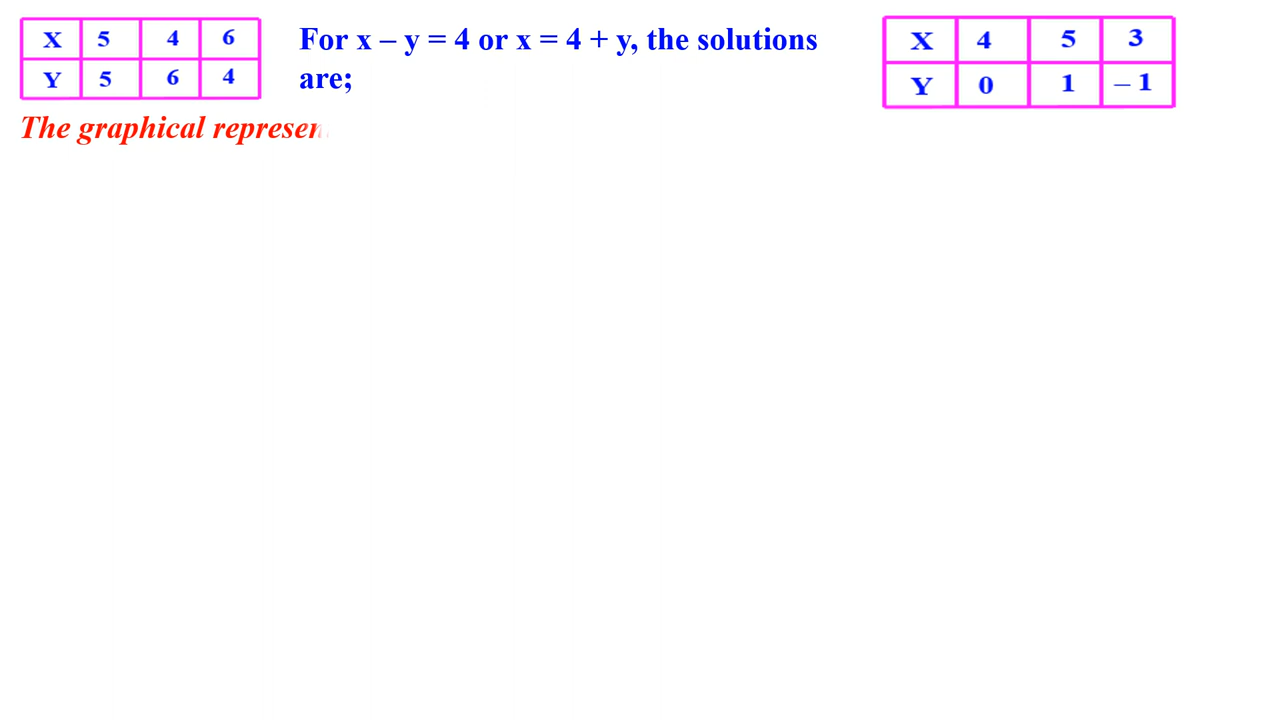 X 5 4 6
Y 5 6 4
For x – y = 4 or x = 4 + y, the solutions
are;
X 4 5 3
Y 0 1 – 1
The graphical represen